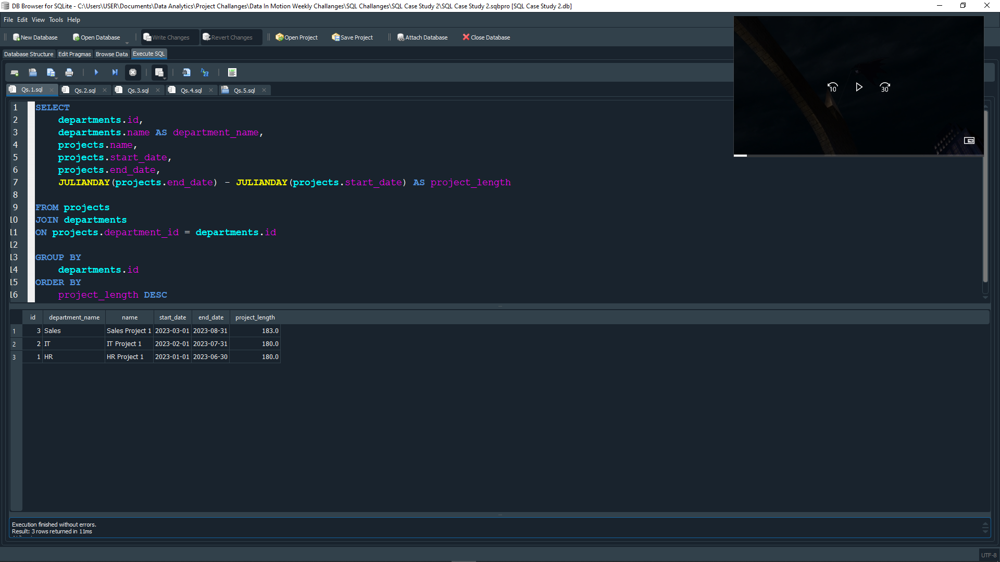 DB Browser for SQLite - C:\Users\USER\Documents\Data Analytics\Project Challanges\Data In Motion Weekly Challanges\SQL Challanges\SQL Case Study 2\SQL Case Study 2.sqbpro [SQL Case Study 2.db]
File Edit View Tools Help
New Database Open Database Write Changes Revert Changes Open Project Save Project Attach Database Close Database
Database Structure Edit Pragmas Browse Data Execute SQL
Qs.1.sql Qs.2.sql Qs.3.sql Qs.4.sql Qs.5.sql
10 30
1 SELECT
2 departments.id,
3 departments.name AS department_name,
4 projects.name,
5 projects.start_date,
6 projects.end_date,
7 JULIANDAY(projects.end_date) - JULIANDAY(projects.start_date) AS project_length
8
9 FROM projects
10 JOIN departments
11 ON projects.department_id = departments.id
12
13 GROUP BY
14 departments.id
15 ORDER BY
16 project_length DESC
id department_name name start_date end_date project_length
1 3 Sales Sales Project 1 2023-03-01 2023-08-31 183.0
2 2 IT IT Project 1 2023-02-01 2023-07-31 180.0
3 1 HR HR Project 1 2023-01-01 2023-06-30 180.0
Execution finished without errors.
Result: 3 rows returned in 11ms
UTF-8